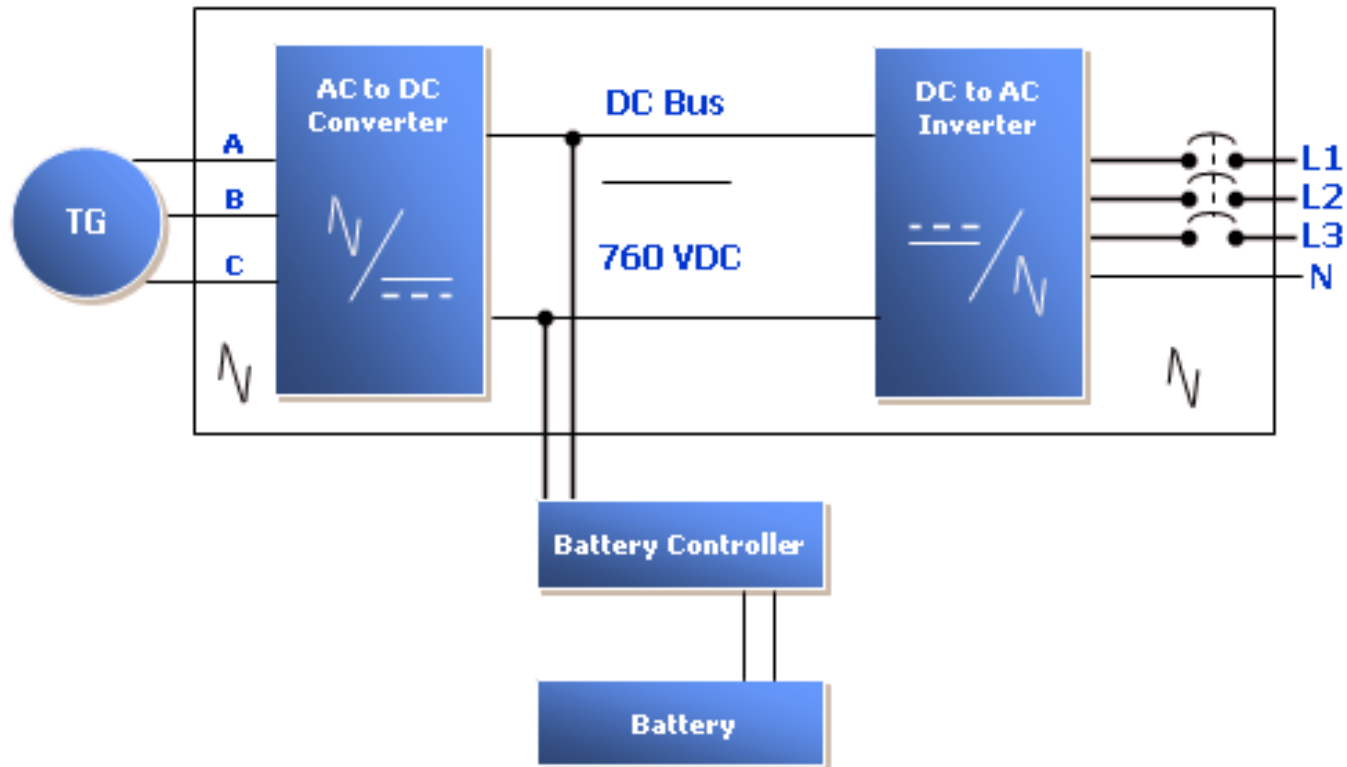 AC to DC
Converter
DC Bus
DC to AC
Inverter
A
B
C
TG
760 VDC
L1
L2
L3
N
Battery Controller
Battery